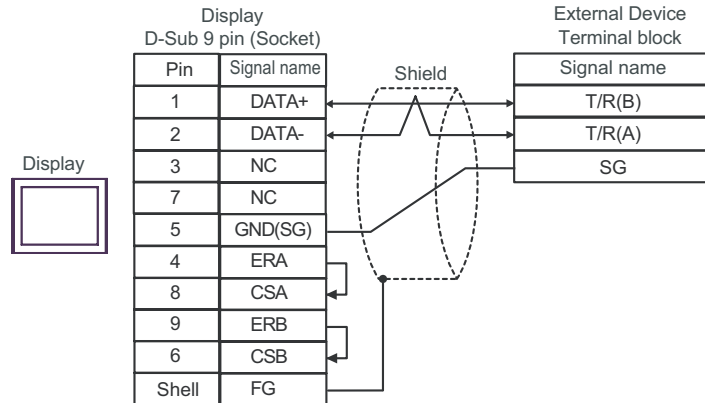 Display
D-Sub 9 pin (Socket)
External Device
Terminal block
Pin Signal name
Shield
Signal name
1 DATA+
T/R(B)
2 DATA-
T/R(A)
Display
3 NC
SG
7 NC
5 GND(SG)
4 ERA
8 CSA
9 ERB
6 CSB
Shell FG